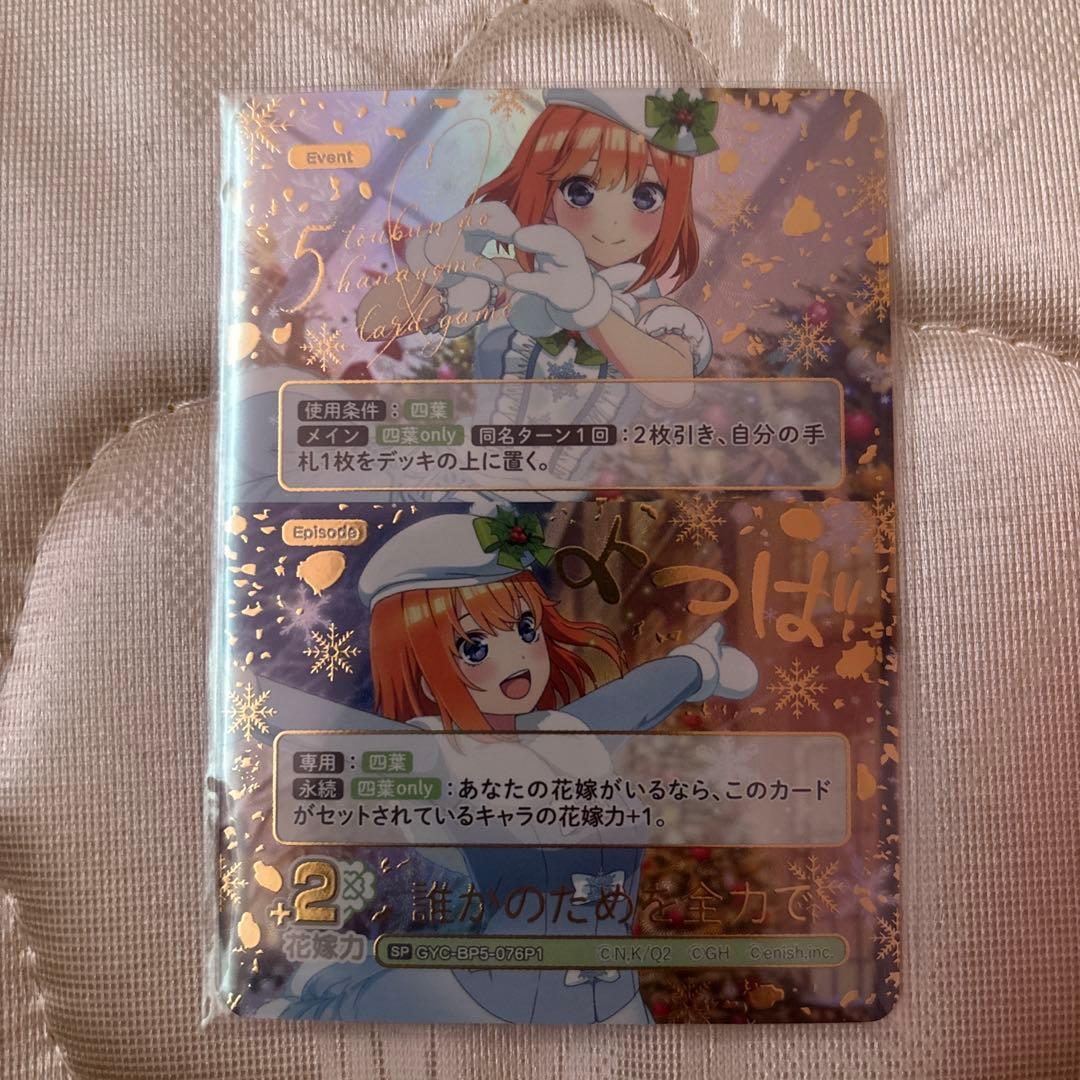 Event
5 toubun no
hanayome
card game
使用条件：四葉
メイン 四葉only 同名ターン1回：2枚引き、自分の手
札1枚をデッキの上に置く。
Episode
よつば
専用：四葉
永続 四葉only：あなたの花嫁がいるなら、このカード
がセットされているキャラの花嫁力+1。
+2
花嫁力
誰かのためを全力で
SP GYC-BP5-076P1 ©N.K/Q2 ©GH ©enish,inc.